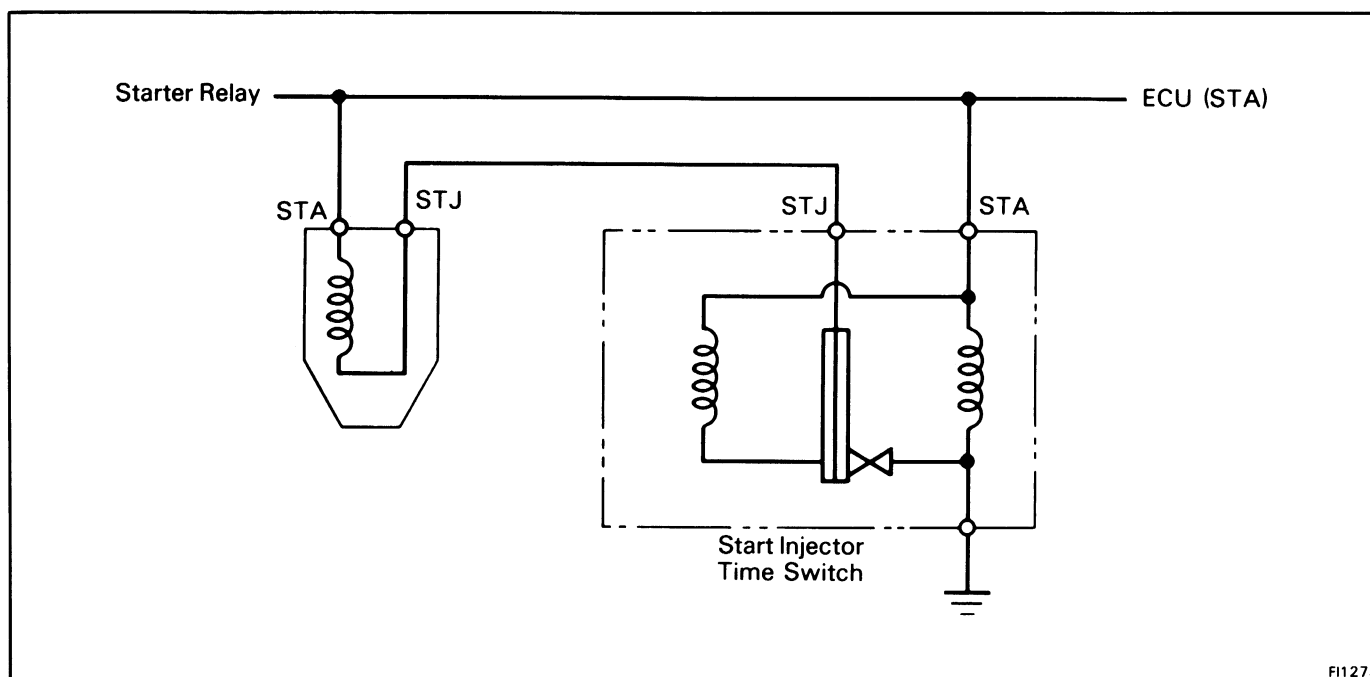 Starter Relay
ECU (STA)
STA
STJ
STJ
STA
Start Injector
Time Switch
FI127